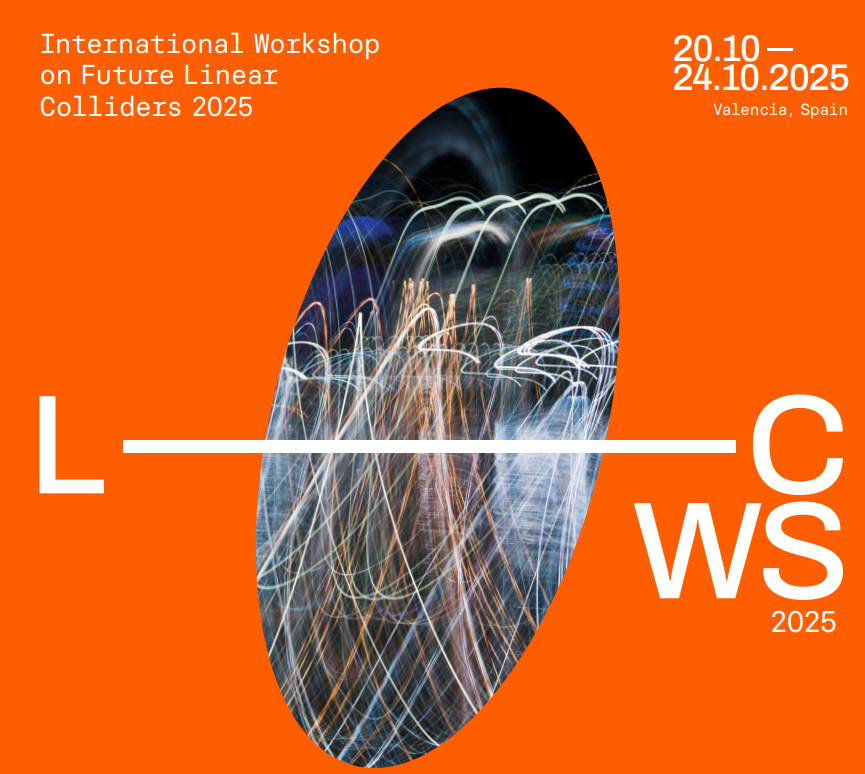 International Workshop
on Future Linear
Colliders 2025
20.10 —
24.10.2025
Valencia, Spain
L — C
WS
2025